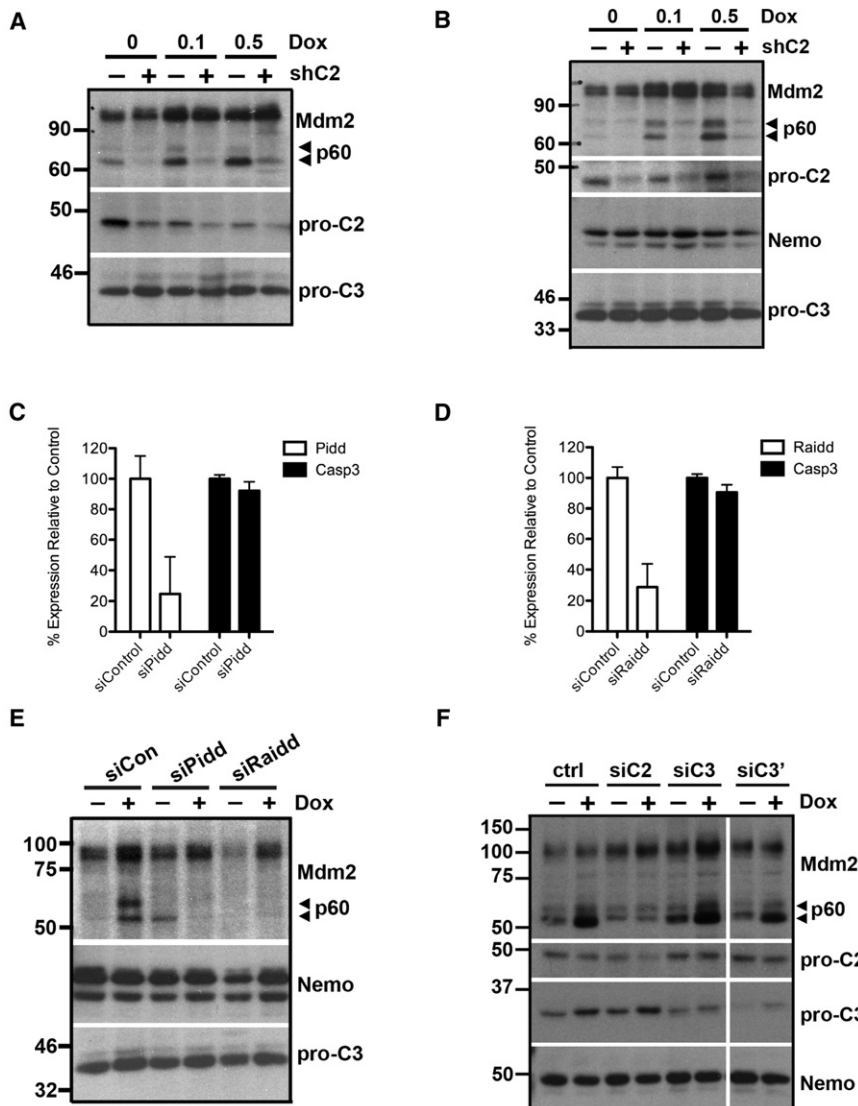 A
0 0.1 0.5 Dox
– + – + – + shC2
Mdm2
90
p60
60
50
pro-C2
46
pro-C3
B
0 0.1 0.5 Dox
– + – + – + shC2
Mdm2
90
p60
60
50
pro-C2
Nemo
46
pro-C3
33
C
% Expression Relative to Control
120
100
80
60
40
20
0
siControl
siPidd
siControl
siPidd
Pidd
Casp3
D
% Expression Relative to Control
120
100
80
60
40
20
0
siControl
siRaidd
siControl
siRaidd
Raidd
Casp3
E
siCon siPidd siRaidd
– + – + – + Dox
100
Mdm2
75
p60
50
Nemo
46
pro-C3
32
F
ctrl siC2 siC3 siC3'
– + – + – + – + Dox
150
100
Mdm2
p60
50
50
pro-C2
37
pro-C3
50
Nemo